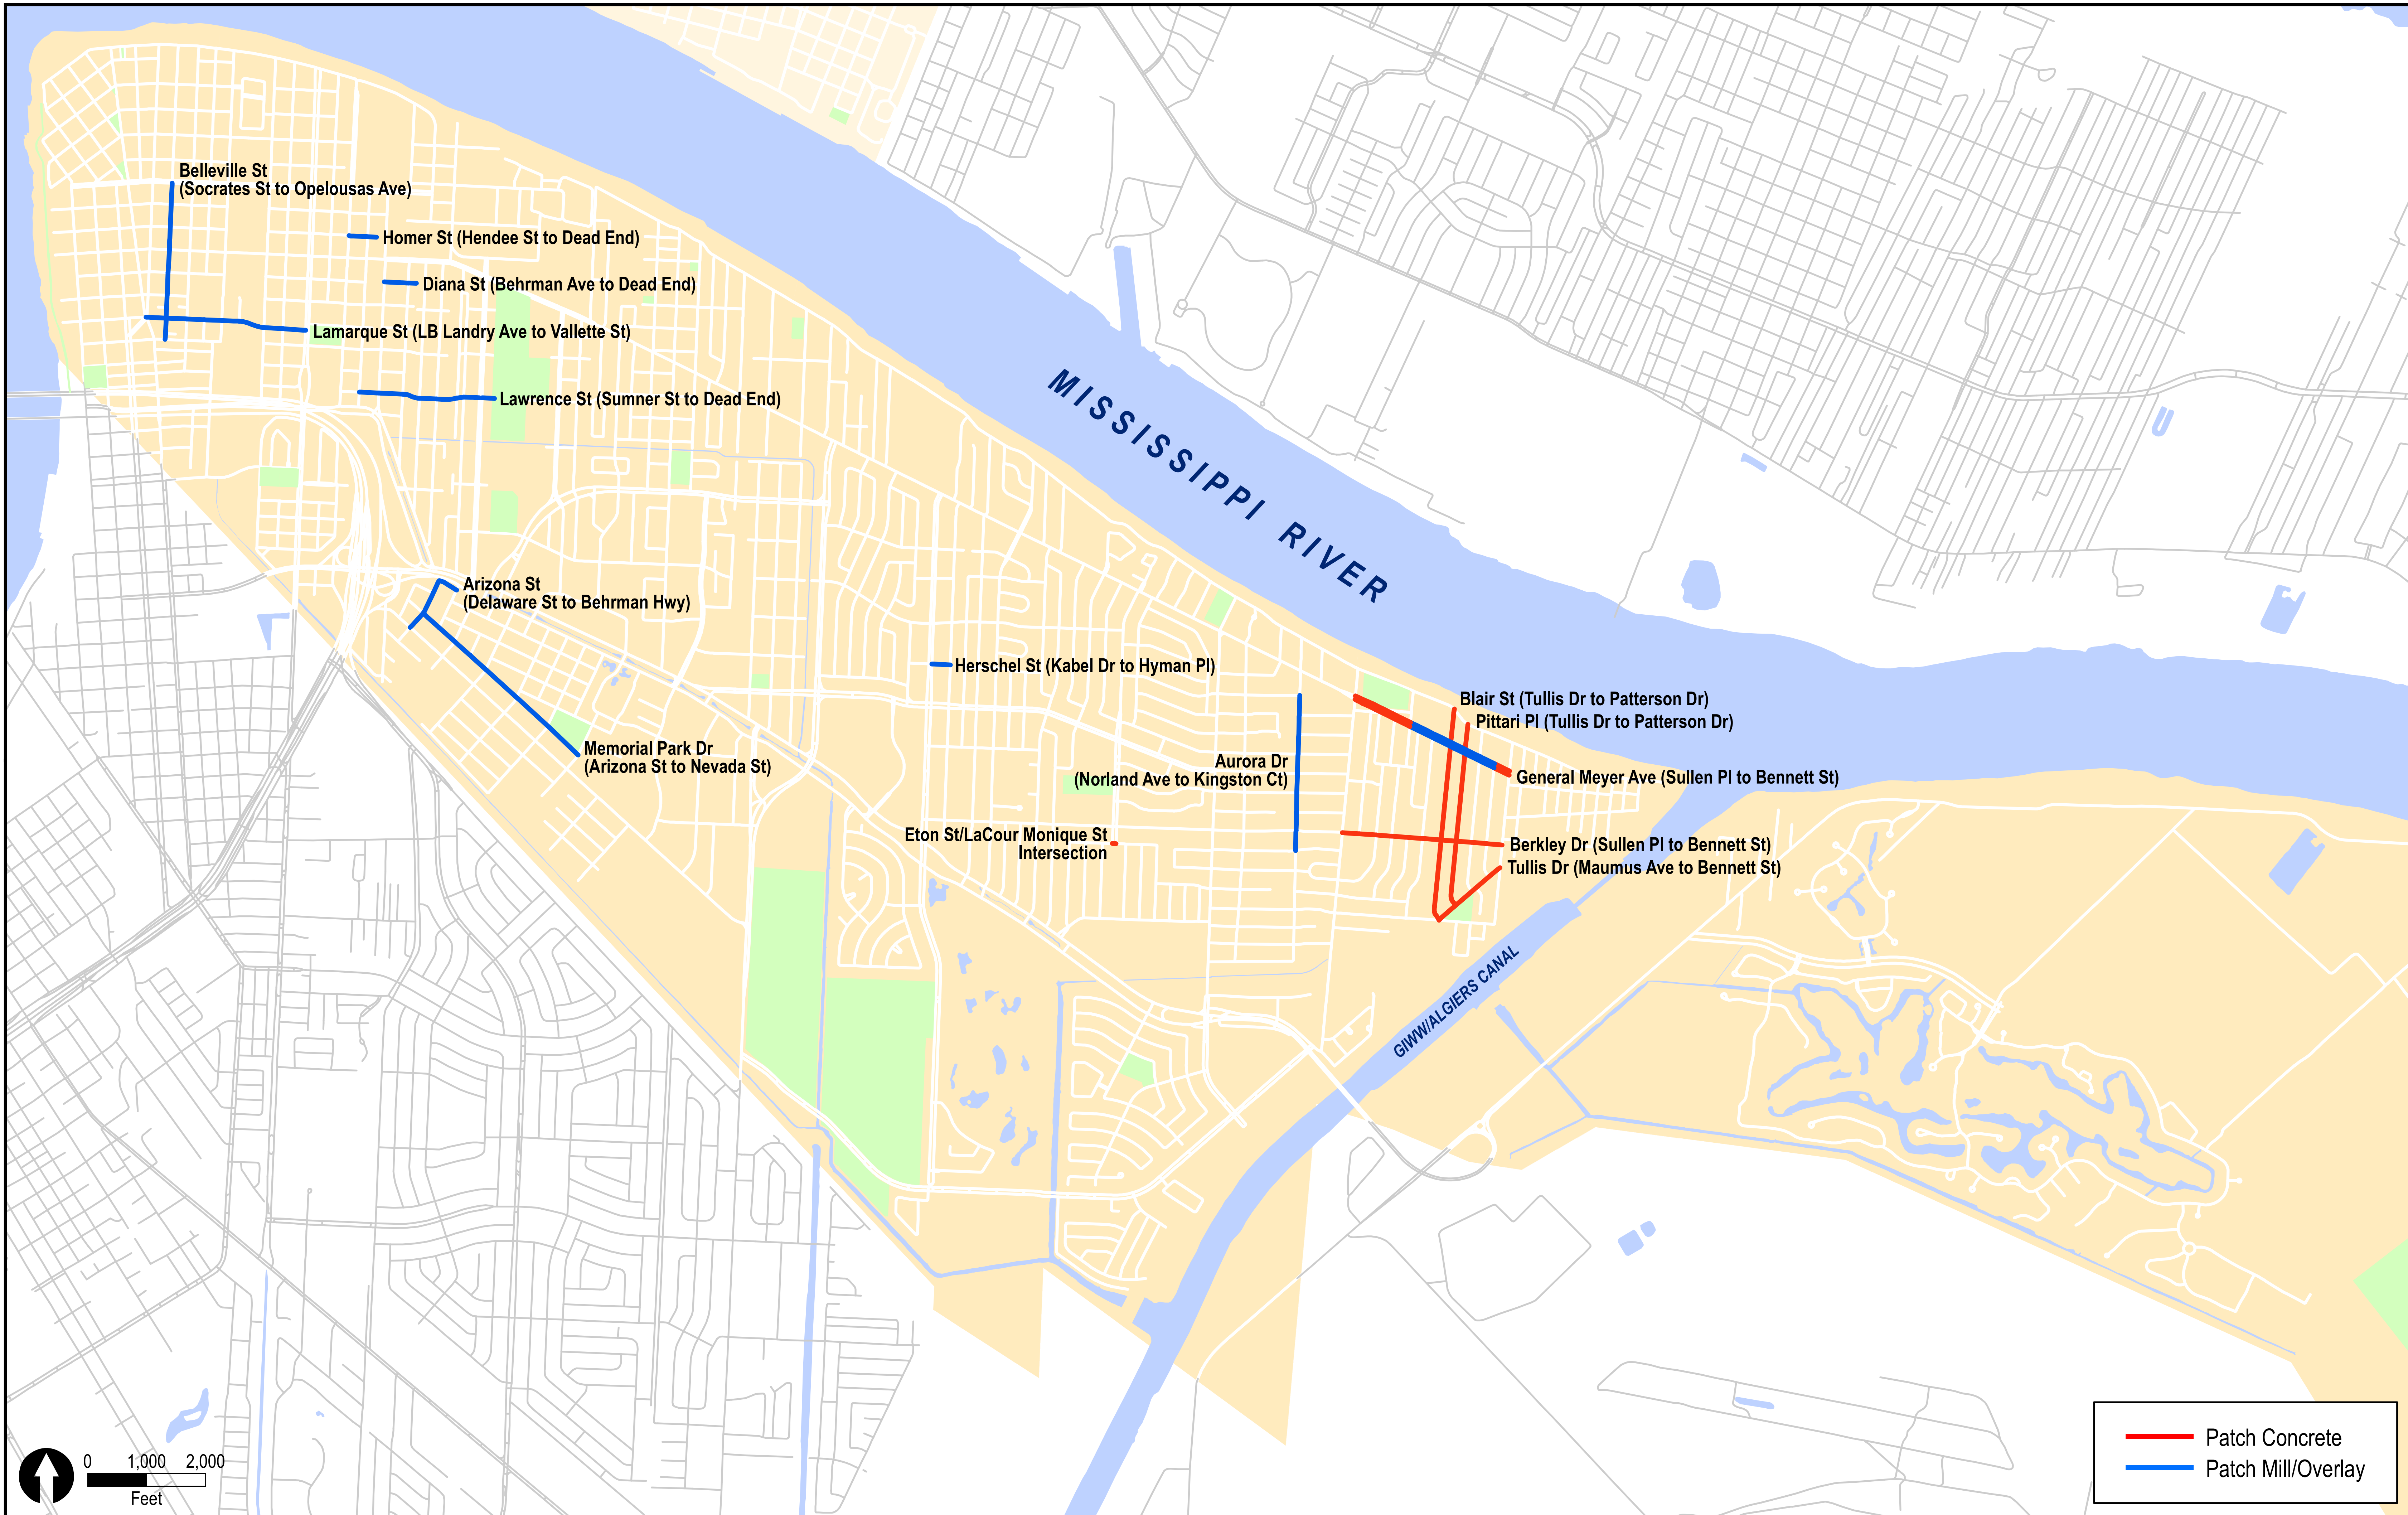 Belleville St
(Socrates St to Opelousas Ave)
Homer St (Hendee St to Dead End)
Diana St (Behrman Ave to Dead End)
Lamarque St (LB Landry Ave to Vallette St)
Lawrence St (Sumner St to Dead End)
MISSISSIPPI RIVER
Arizona St
(Delaware St to Behrman Hwy)
Herschel St (Kabel Dr to Hyman Pl)
Memorial Park Dr
(Arizona St to Nevada St)
Blair St (Tullis Dr to Patterson Dr)
Pittari Pl (Tullis Dr to Patterson Dr)
Aurora Dr
(Norland Ave to Kingston Ct)
General Meyer Ave (Sullen Pl to Bennett St)
Eton St/LaCour Monique St
Intersection
Berkley Dr (Sullen Pl to Bennett St)
Tullis Dr (Maumus Ave to Bennett St)
GIWW/ALGIERS CANAL
0 1,000 2,000
Feet
Patch Concrete
Patch Mill/Overlay